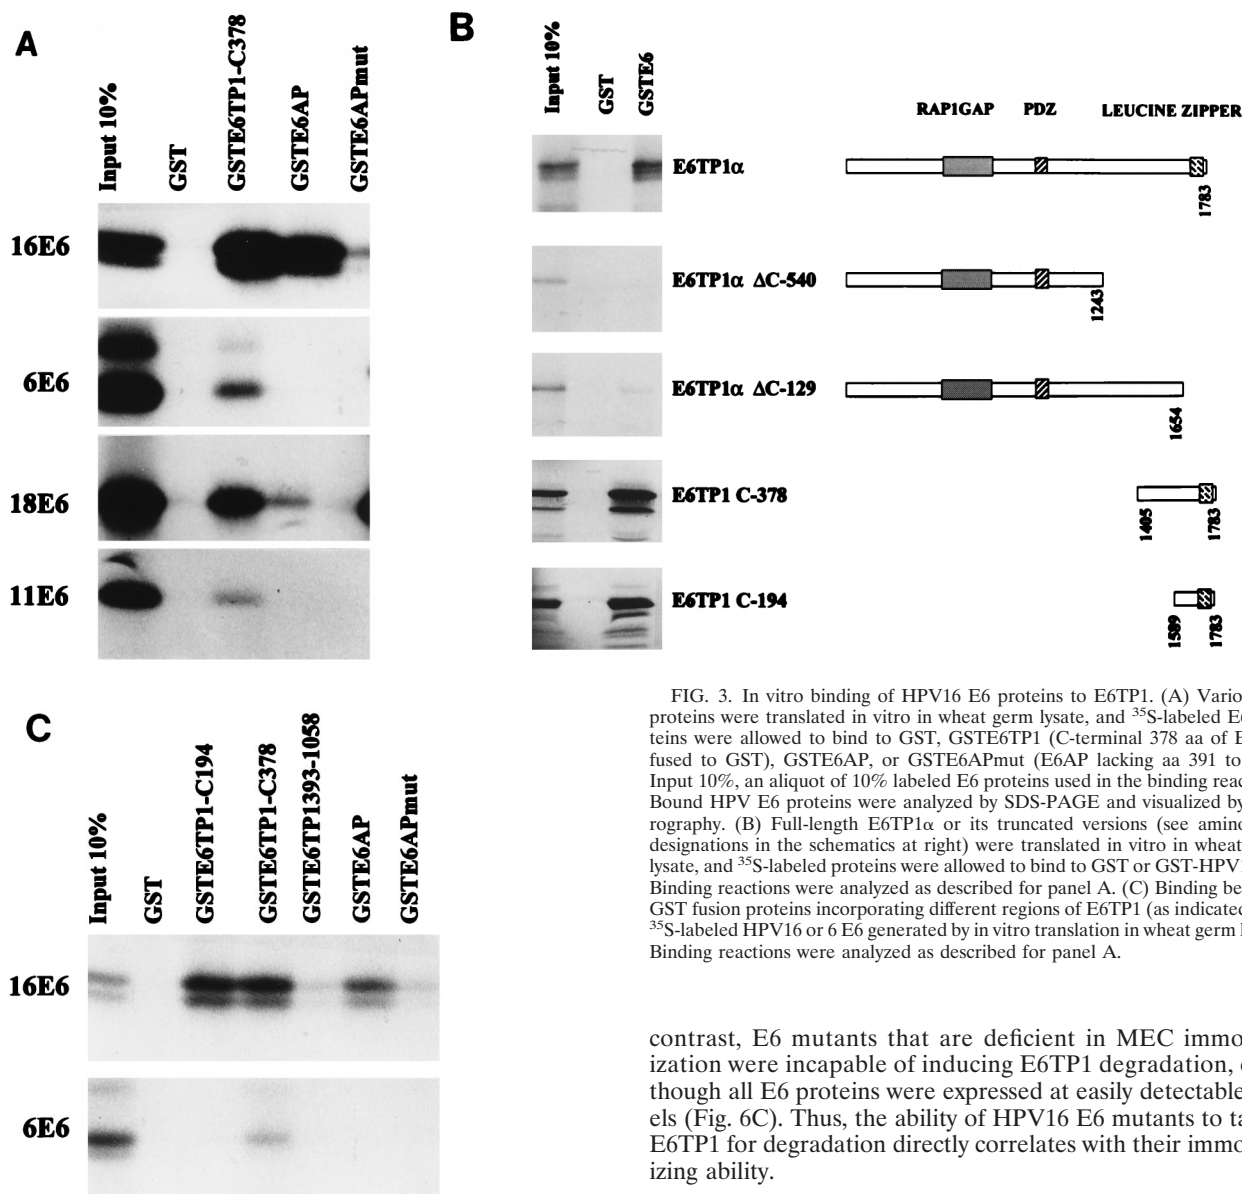 A
Input 10%
GST
GSTE6TP1-C378
GSTE6AP
GSTE6APmut
16E6
6E6
18E6
11E6
B
Input 10%
GST
GSTE6
RAP1GAP PDZ LEUCINE ZIPPER
E6TP1α
1783
E6TP1α ΔC-540
1243
E6TP1α ΔC-129
1654
E6TP1 C-378
1405
1783
E6TP1 C-194
1589
1783
C
Input 10%
GST
GSTE6TP1-C194
GSTE6TP1-C378
GSTE6TP1393-1058
GSTE6AP
GSTE6APmut
16E6
6E6
FIG. 3. In vitro binding of HPV16 E6 proteins to E6TP1. (A) Vario
proteins were translated in vitro in wheat germ lysate, and ³⁵S-labeled E6
teins were allowed to bind to GST, GSTE6TP1 (C-terminal 378 aa of E
fused to GST), GSTE6AP, or GSTE6APmut (E6AP lacking aa 391 to
Input 10%, an aliquot of 10% labeled E6 proteins used in the binding reac
Bound HPV E6 proteins were analyzed by SDS-PAGE and visualized by
rography. (B) Full-length E6TP1α or its truncated versions (see amino
designations in the schematics at right) were translated in vitro in wheat
lysate, and ³⁵S-labeled proteins were allowed to bind to GST or GST-HPV1
Binding reactions were analyzed as described for panel A. (C) Binding be
GST fusion proteins incorporating different regions of E6TP1 (as indicated
³⁵S-labeled HPV16 or 6 E6 generated by in vitro translation in wheat germ l
Binding reactions were analyzed as described for panel A.
contrast, E6 mutants that are deficient in MEC immo
ization were incapable of inducing E6TP1 degradation,
though all E6 proteins were expressed at easily detectable
els (Fig. 6C). Thus, the ability of HPV16 E6 mutants to ta
E6TP1 for degradation directly correlates with their immo
izing ability.